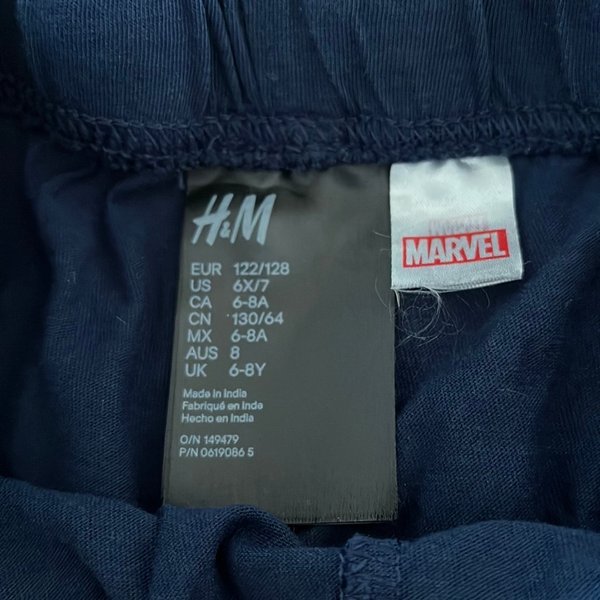 H&M
EUR 122/128
US 6X/7
CA 6-8A
CN 130/64
MX 6-8A
AUS 8
UK 6-8Y
Made in India
Fabriqué en Inde
Hecho en India
O/N 149479
P/N 0619086 5
MARVEL